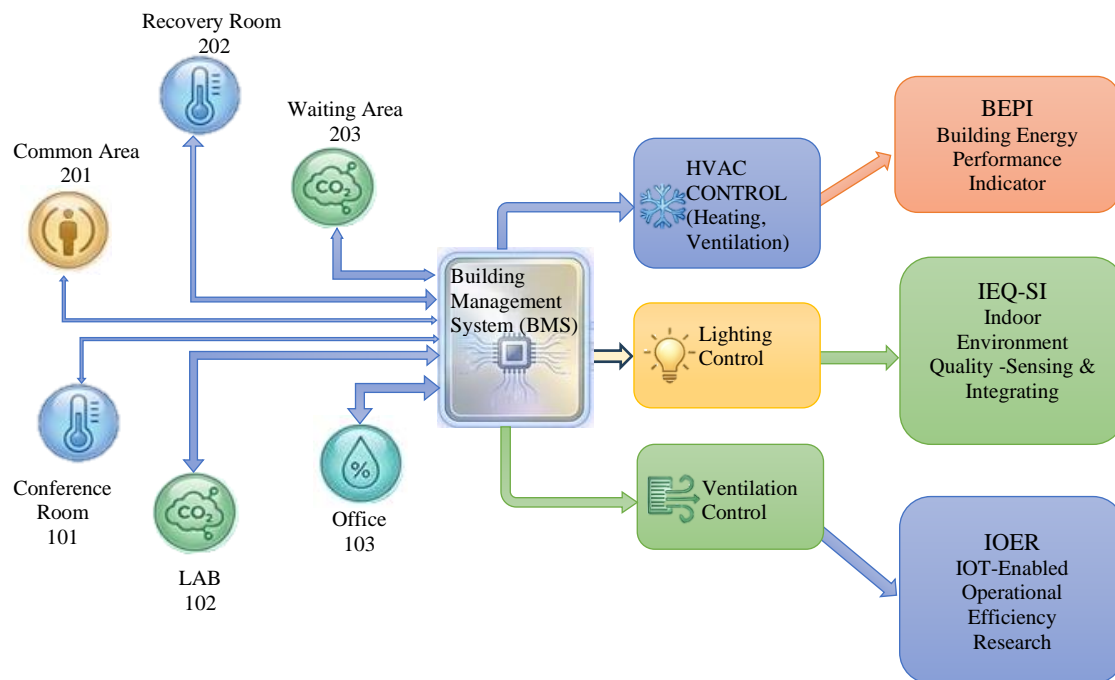 Recovery Room
202
Waiting Area
203
Common Area
201
CO₂
Conference
Room
101
CO₂
LAB
102
%
Office
103
Building
Management
System (BMS)
HVAC
CONTROL
(Heating,
Ventilation)
Lighting
Control
Ventilation
Control
BEPI
Building Energy
Performance
Indicator
IEQ-SI
Indoor
Environment
Quality -Sensing &
Integrating
IOER
IOT-Enabled
Operational
Efficiency
Research